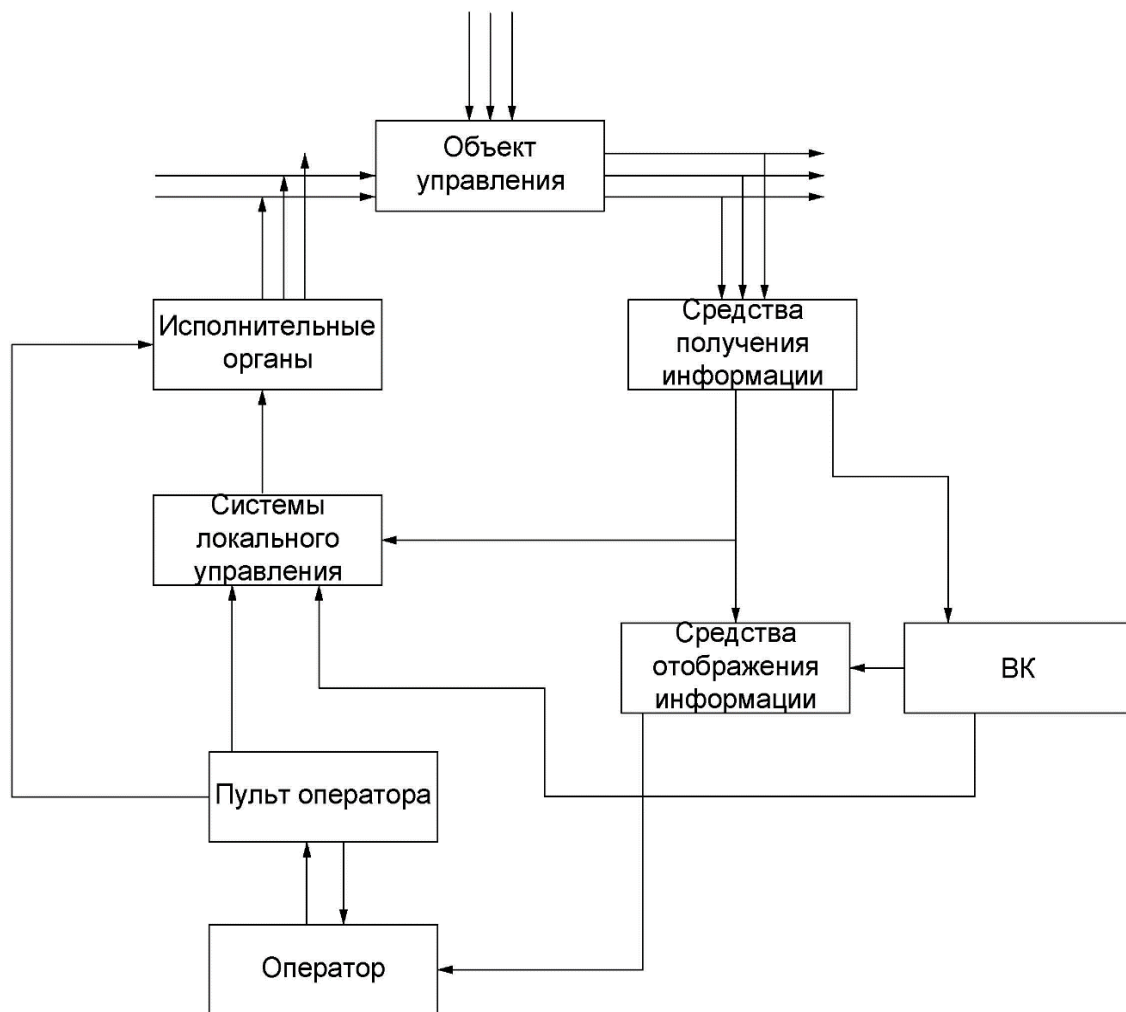 Объект
управления
Исполнительные
органы
Средства
получения
информации
Системы
локального
управления
Средства
отображения
информации
ВК
Пульт оператора
Оператор